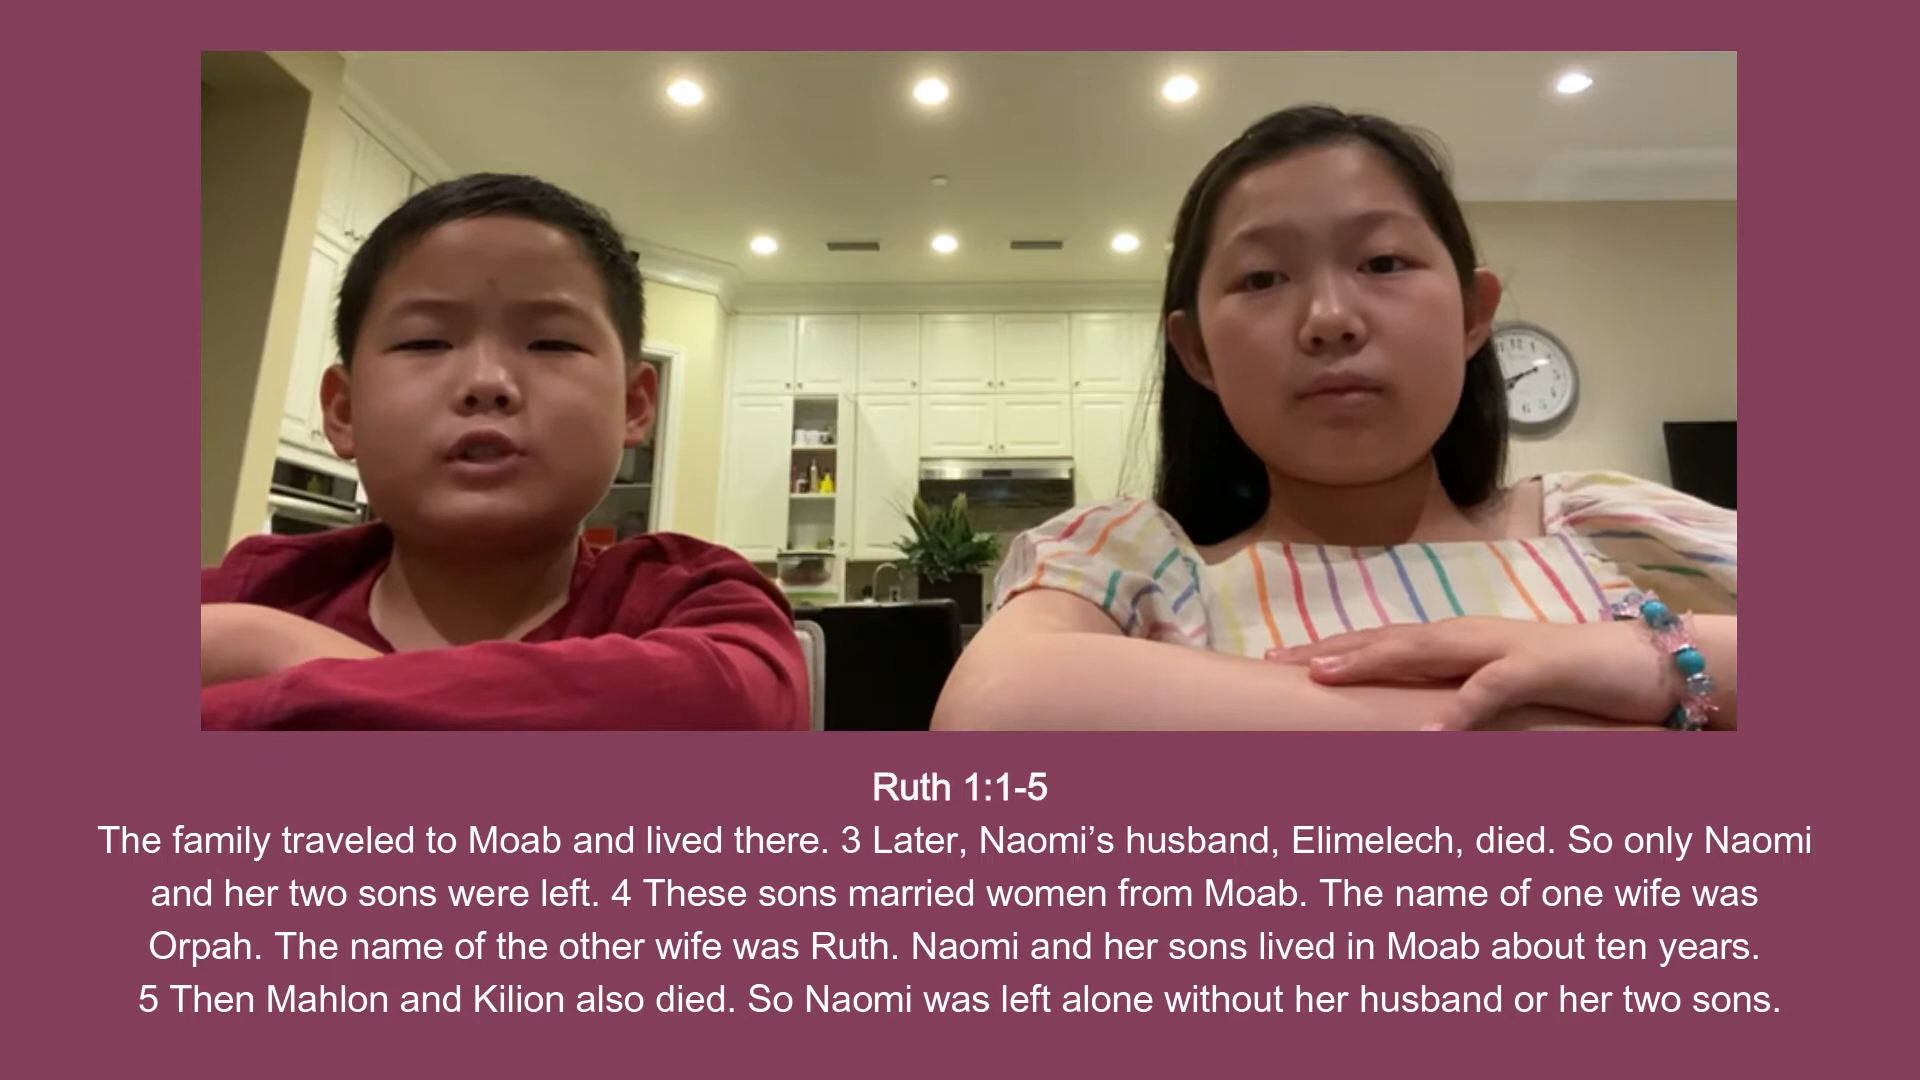 Ruth 1:1-5
The family traveled to Moab and lived there. 3 Later, Naomi’s husband, Elimelech, died. So only Naomi
and her two sons were left. 4 These sons married women from Moab. The name of one wife was
Orpah. The name of the other wife was Ruth. Naomi and her sons lived in Moab about ten years.
5 Then Mahlon and Kilion also died. So Naomi was left alone without her husband or her two sons.